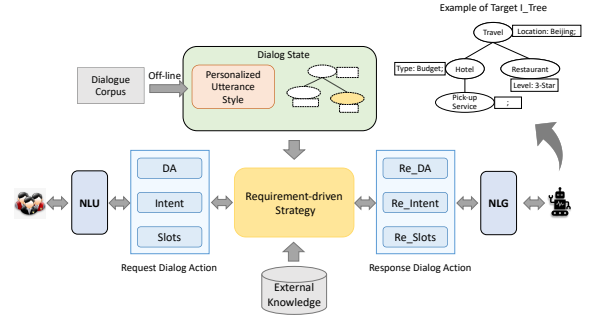 Example of Target I_Tree
Travel
Location: Beijing;
Type: Budget;
Hotel
Restaurant
Level: 3-Star
Pick-up
Service
;
Dialog State
Dialogue
Corpus
Off-line
Personalized
Utterance
Style
NLU
DA
Intent
Slots
Request Dialog Action
Requirement-driven
Strategy
Re_DA
Re_Intent
Re_Slots
Response Dialog Action
NLG
External
Knowledge